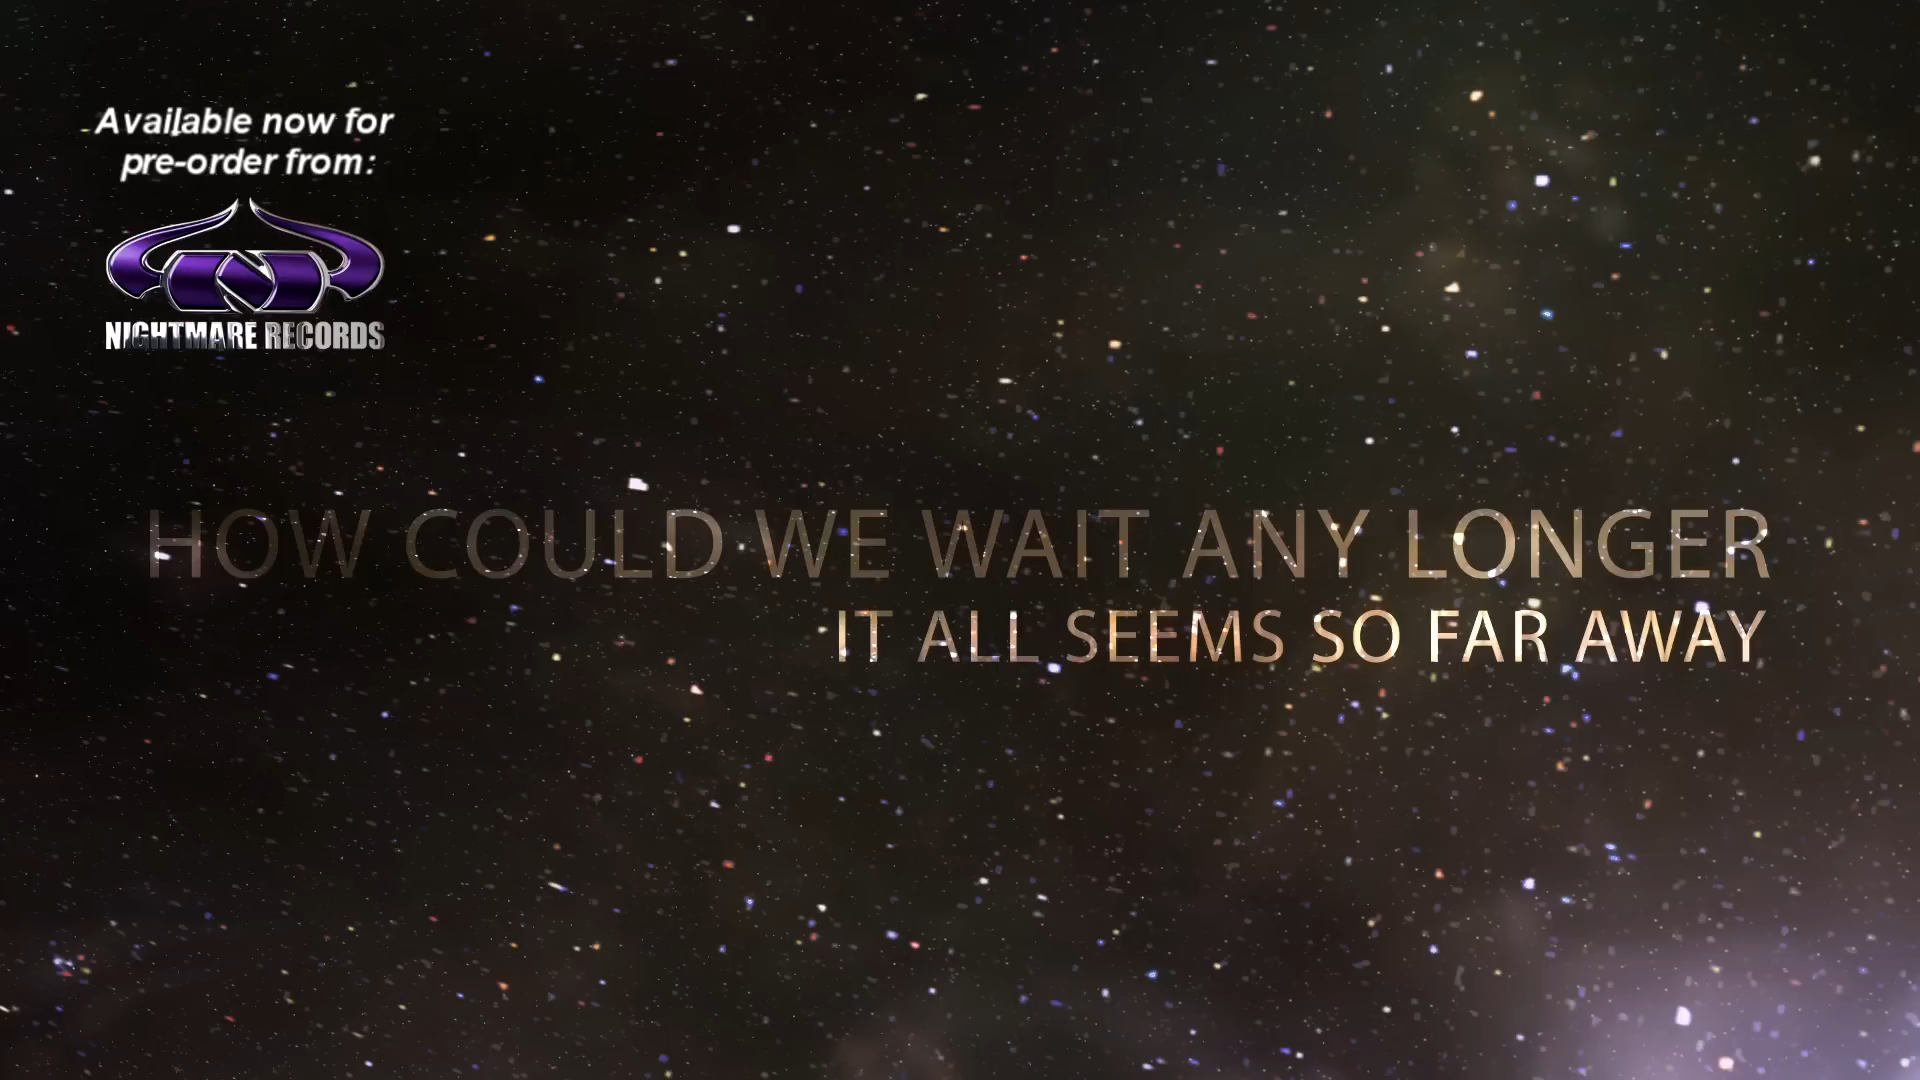 Available now for
pre-order from:
NIGHTMARE RECORDS
HOW COULD WE WAIT ANY LONGER
IT ALL SEEMS SO FAR AWAY